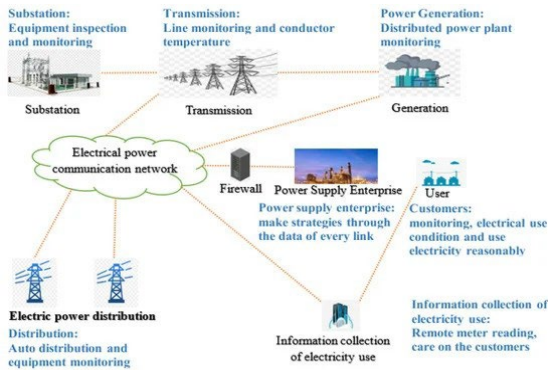 Substation:
Equipment inspection
and monitoring
Transmission:
Line monitoring and conductor
temperature
Power Generation:
Distributed power plant
monitoring
Substation
Transmission
Generation
Electrical power
communication network
Firewall
Power Supply Enterprise
User
Power supply enterprise:
make strategies through
the data of every link
Customers:
monitoring, electrical use
condition and use
electricity reasonably
Electric power distribution
Distribution:
Auto distribution and
equipment monitoring
Information collection
of electricity use
Information collection of
electricity use:
Remote meter reading,
care on the customers